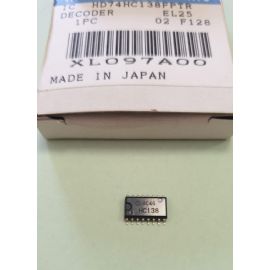 IC HD74HC138FPTR
DECODER EL25
1PC 02 F128
XL097A00
MADE IN JAPAN
HC138